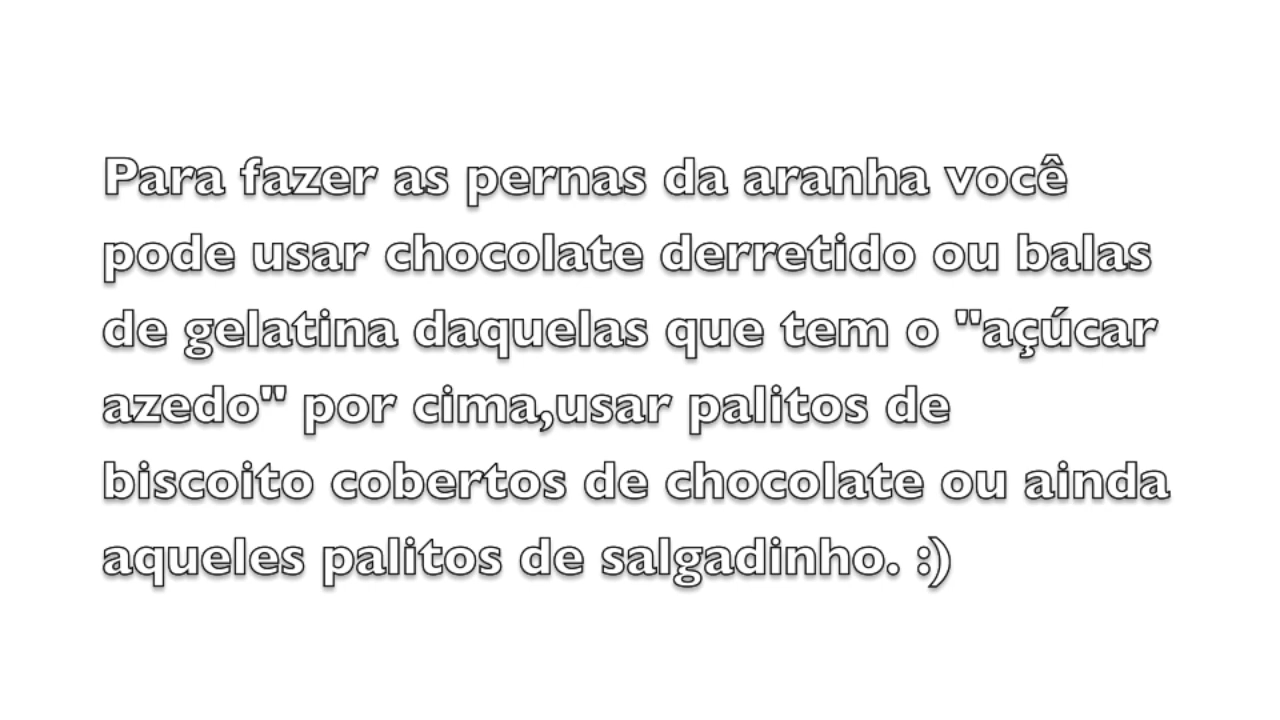 Para fazer as pernas da aranha você
pode usar chocolate derretido ou balas
de gelatina daquelas que tem o "açúcar
azedo" por cima,usar palitos de
biscoito cobertos de chocolate ou ainda
aqueles palitos de salgadinho. :)